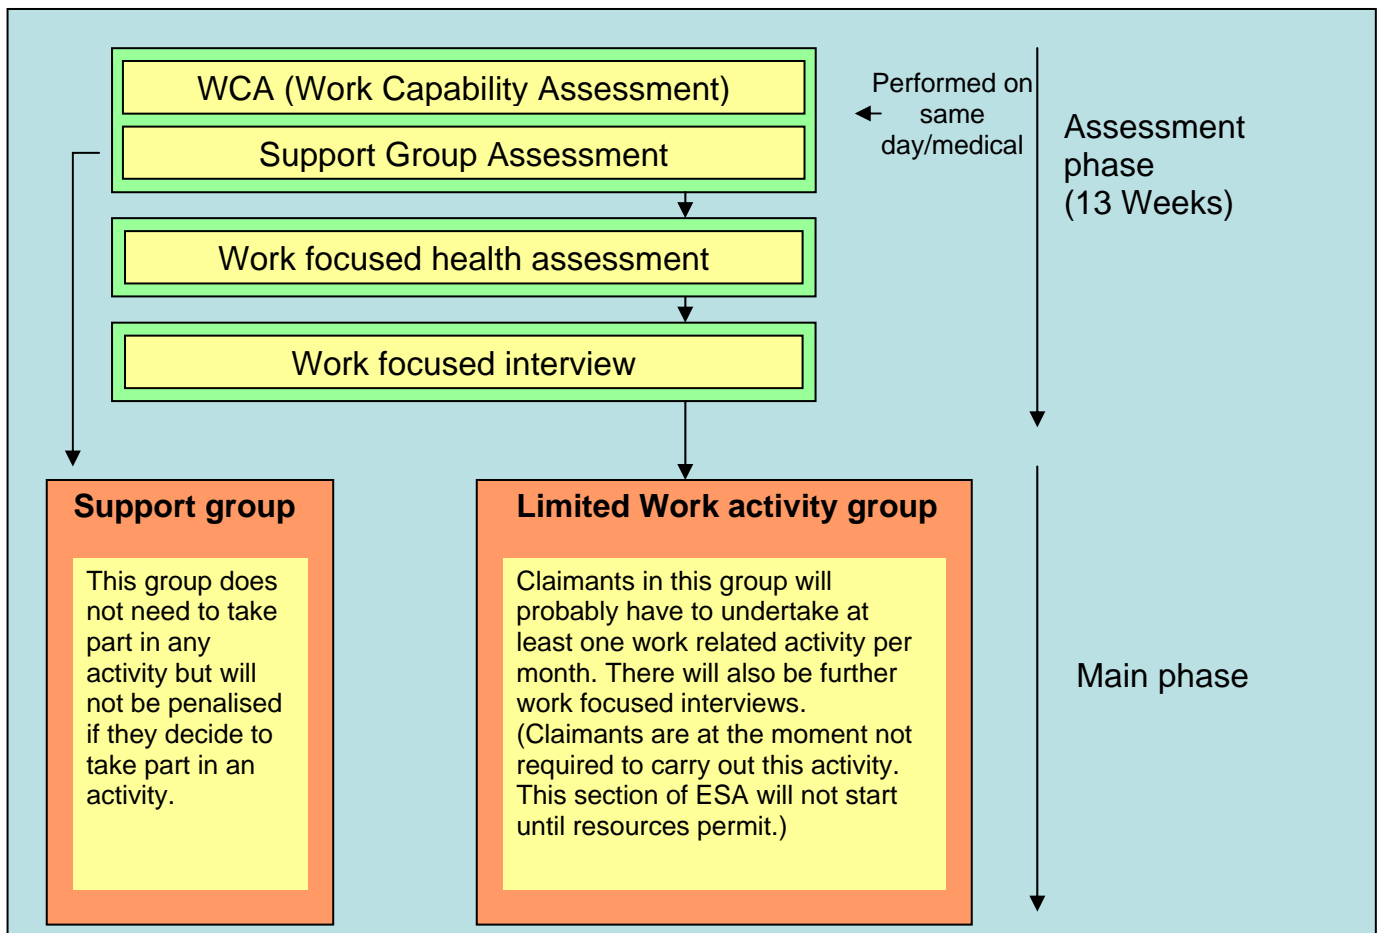 WCA (Work Capability Assessment)
Support Group Assessment
Performed on
same
day/medical
Assessment
phase
(13 Weeks)
Work focused health assessment
Work focused interview
Support group
This group does
not need to take
part in any
activity but will
not be penalised
if they decide to
take part in an
activity.
Limited Work activity group
Claimants in this group will
probably have to undertake at
least one work related activity per
month. There will also be further
work focused interviews.
(Claimants are at the moment not
required to carry out this activity.
This section of ESA will not start
until resources permit.)
Main phase